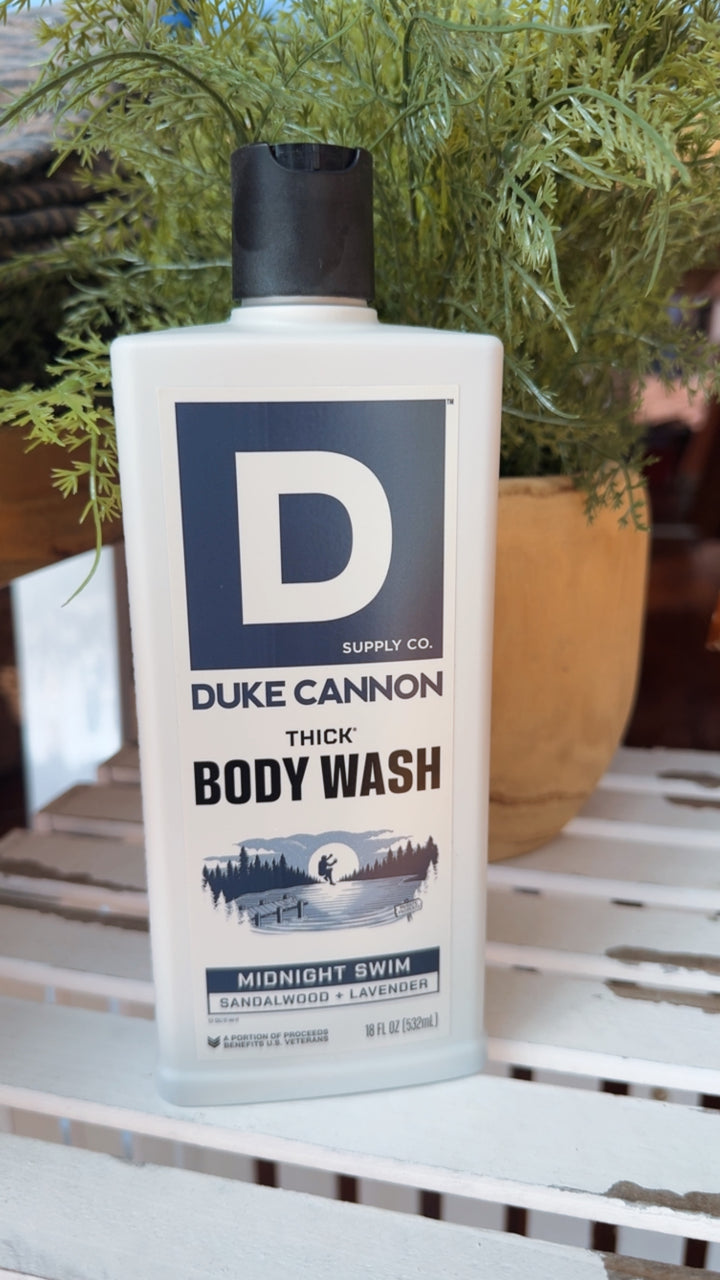 D
™
SUPPLY CO.
DUKE CANNON
THICK®
BODY WASH
MIDNIGHT SWIM
SANDALWOOD + LAVENDER
A PORTION OF PROCEEDS
BENEFITS U.S. VETERANS
18 FL OZ (532mL)